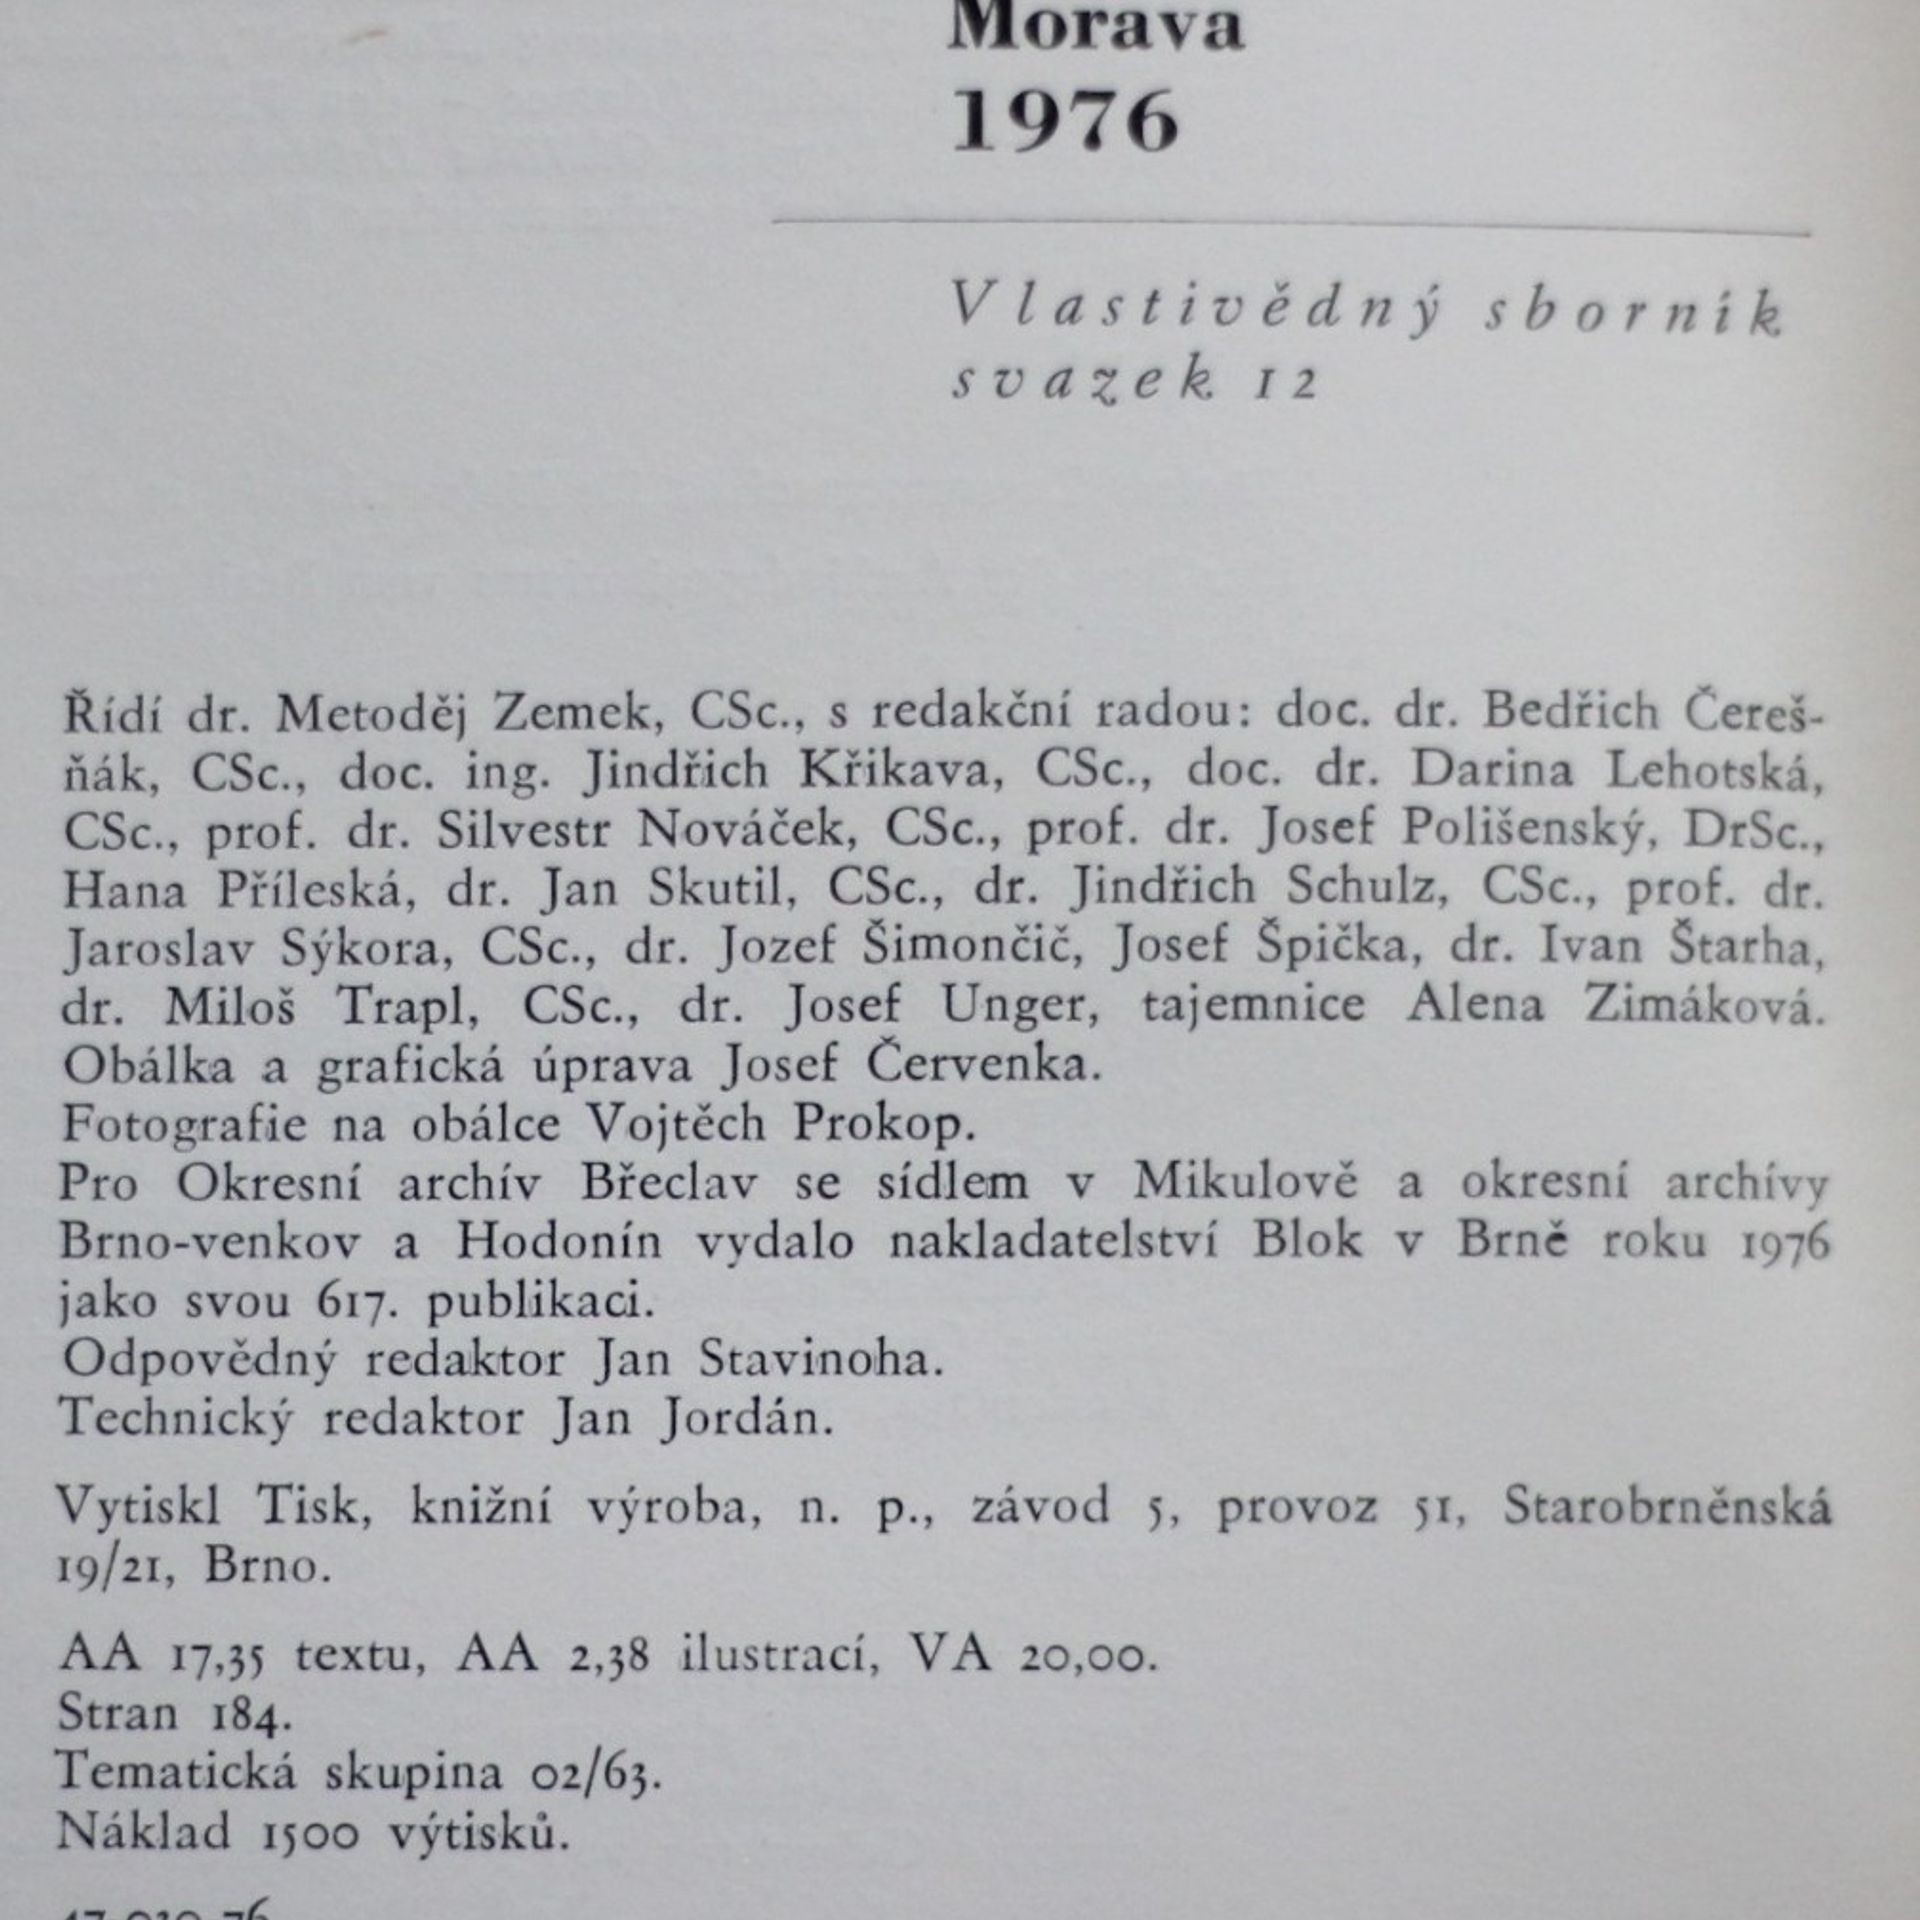 Morava
1976
Vlastivědný sborník
svazek 12
Řídí dr. Metoděj Zemek, CSc., s redakční radou: doc. dr. Bedřich Čereš-
ňák, CSc., doc. ing. Jindřich Křikava, CSc., doc. dr. Darina Lehotská,
CSc., prof. dr. Silvestr Nováček, CSc., prof. dr. Josef Polišenský, DrSc.,
Hana Příleská, dr. Jan Skutil, CSc., dr. Jindřich Schulz, CSc., prof. dr.
Jaroslav Sýkora, CSc., dr. Jozef Šimončič, Josef Špička, dr. Ivan Štarha,
dr. Miloš Trapl, CSc., dr. Josef Unger, tajemnice Alena Zimáková.
Obálka a grafická úprava Josef Červenka.
Fotografie na obálce Vojtěch Prokop.
Pro Okresní archív Břeclav se sídlem v Mikulově a okresní archívy
Brno-venkov a Hodonín vydalo nakladatelství Blok v Brně roku 1976
jako svou 617. publikaci.
Odpovědný redaktor Jan Stavinoha.
Technický redaktor Jan Jordán.
Vytiskl Tisk, knižní výroba, n. p., závod 5, provoz 51, Starobrněnská
19/21, Brno.
AA 17,35 textu, AA 2,38 ilustrací, VA 20,00.
Stran 184.
Tematická skupina 02/63.
Náklad 1500 výtisků.